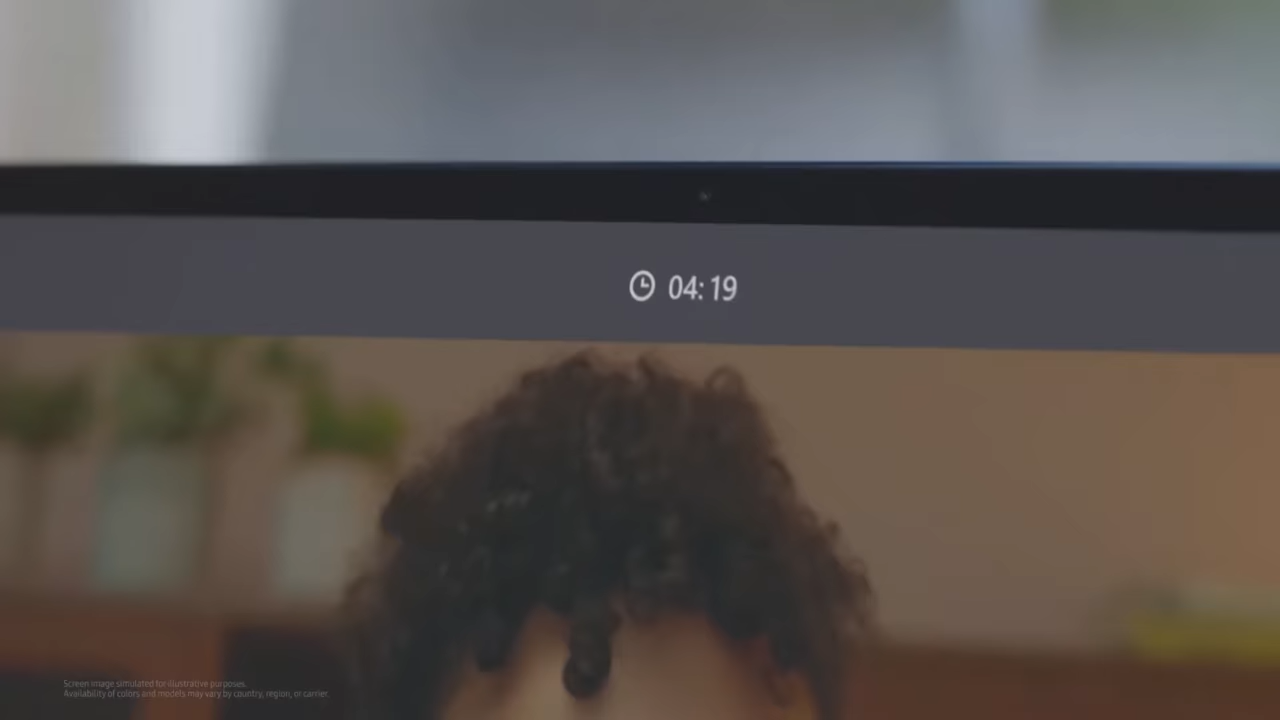 04:19
Screen image simulated for illustrative purposes.
Availability of colors and models may vary by country, region, or carrier.